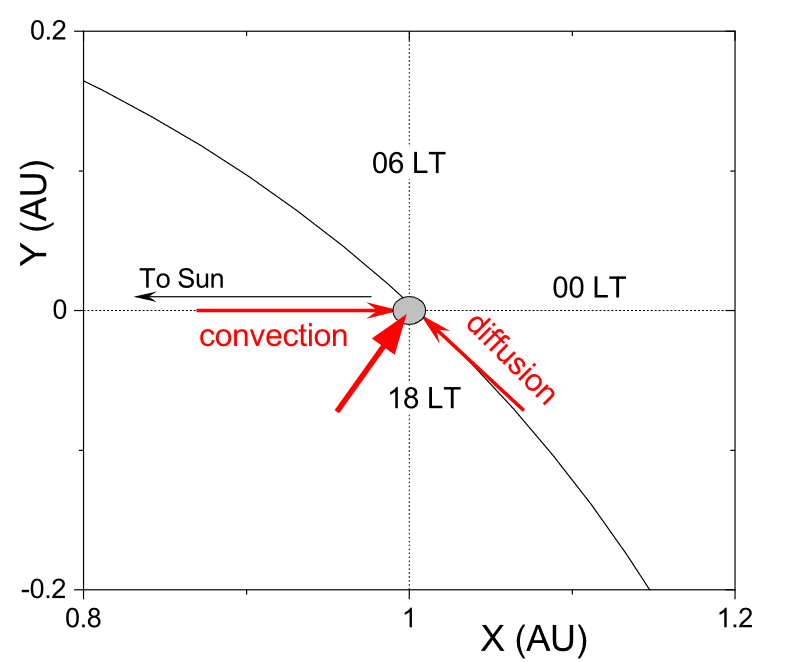 0.2
06 LT
Y (AU)
To Sun
00 LT
0
convection
diffusion
18 LT
-0.2
0.8
1
1.2
X (AU)